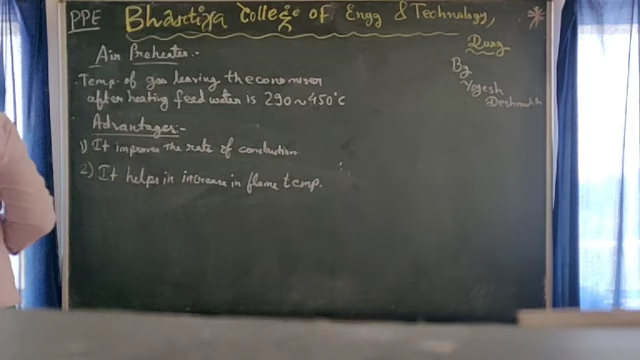 PPE Bhartiya College of Engg & Technology,
Durg
By
Yogesh
Deshmukh
Air Preheater:-
Temp. of gas leaving the economiser
after heating feed water is 290~450°C
Advantages:-
1) It improves the rate of combustion
2) It helps in increase in flame temp.